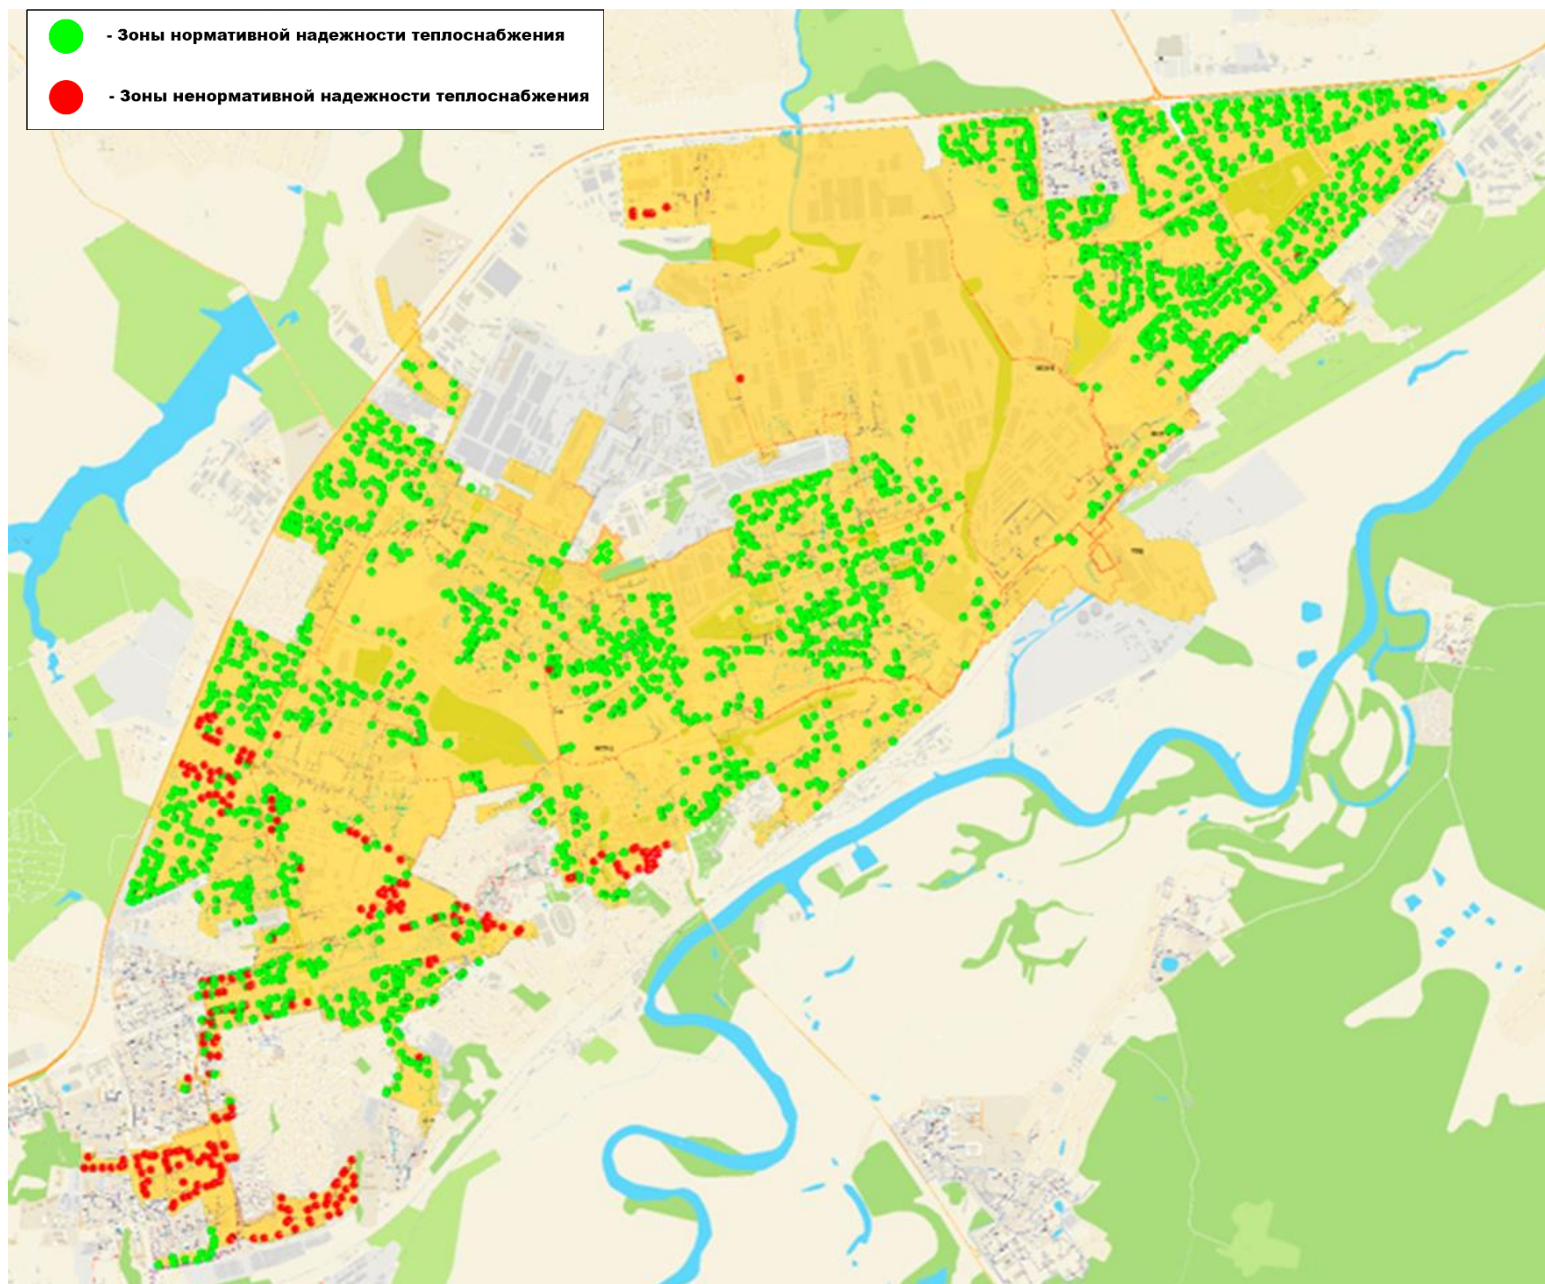 - Зоны нормативной надежности теплоснабжения
- Зоны ненормативной надежности теплоснабжения